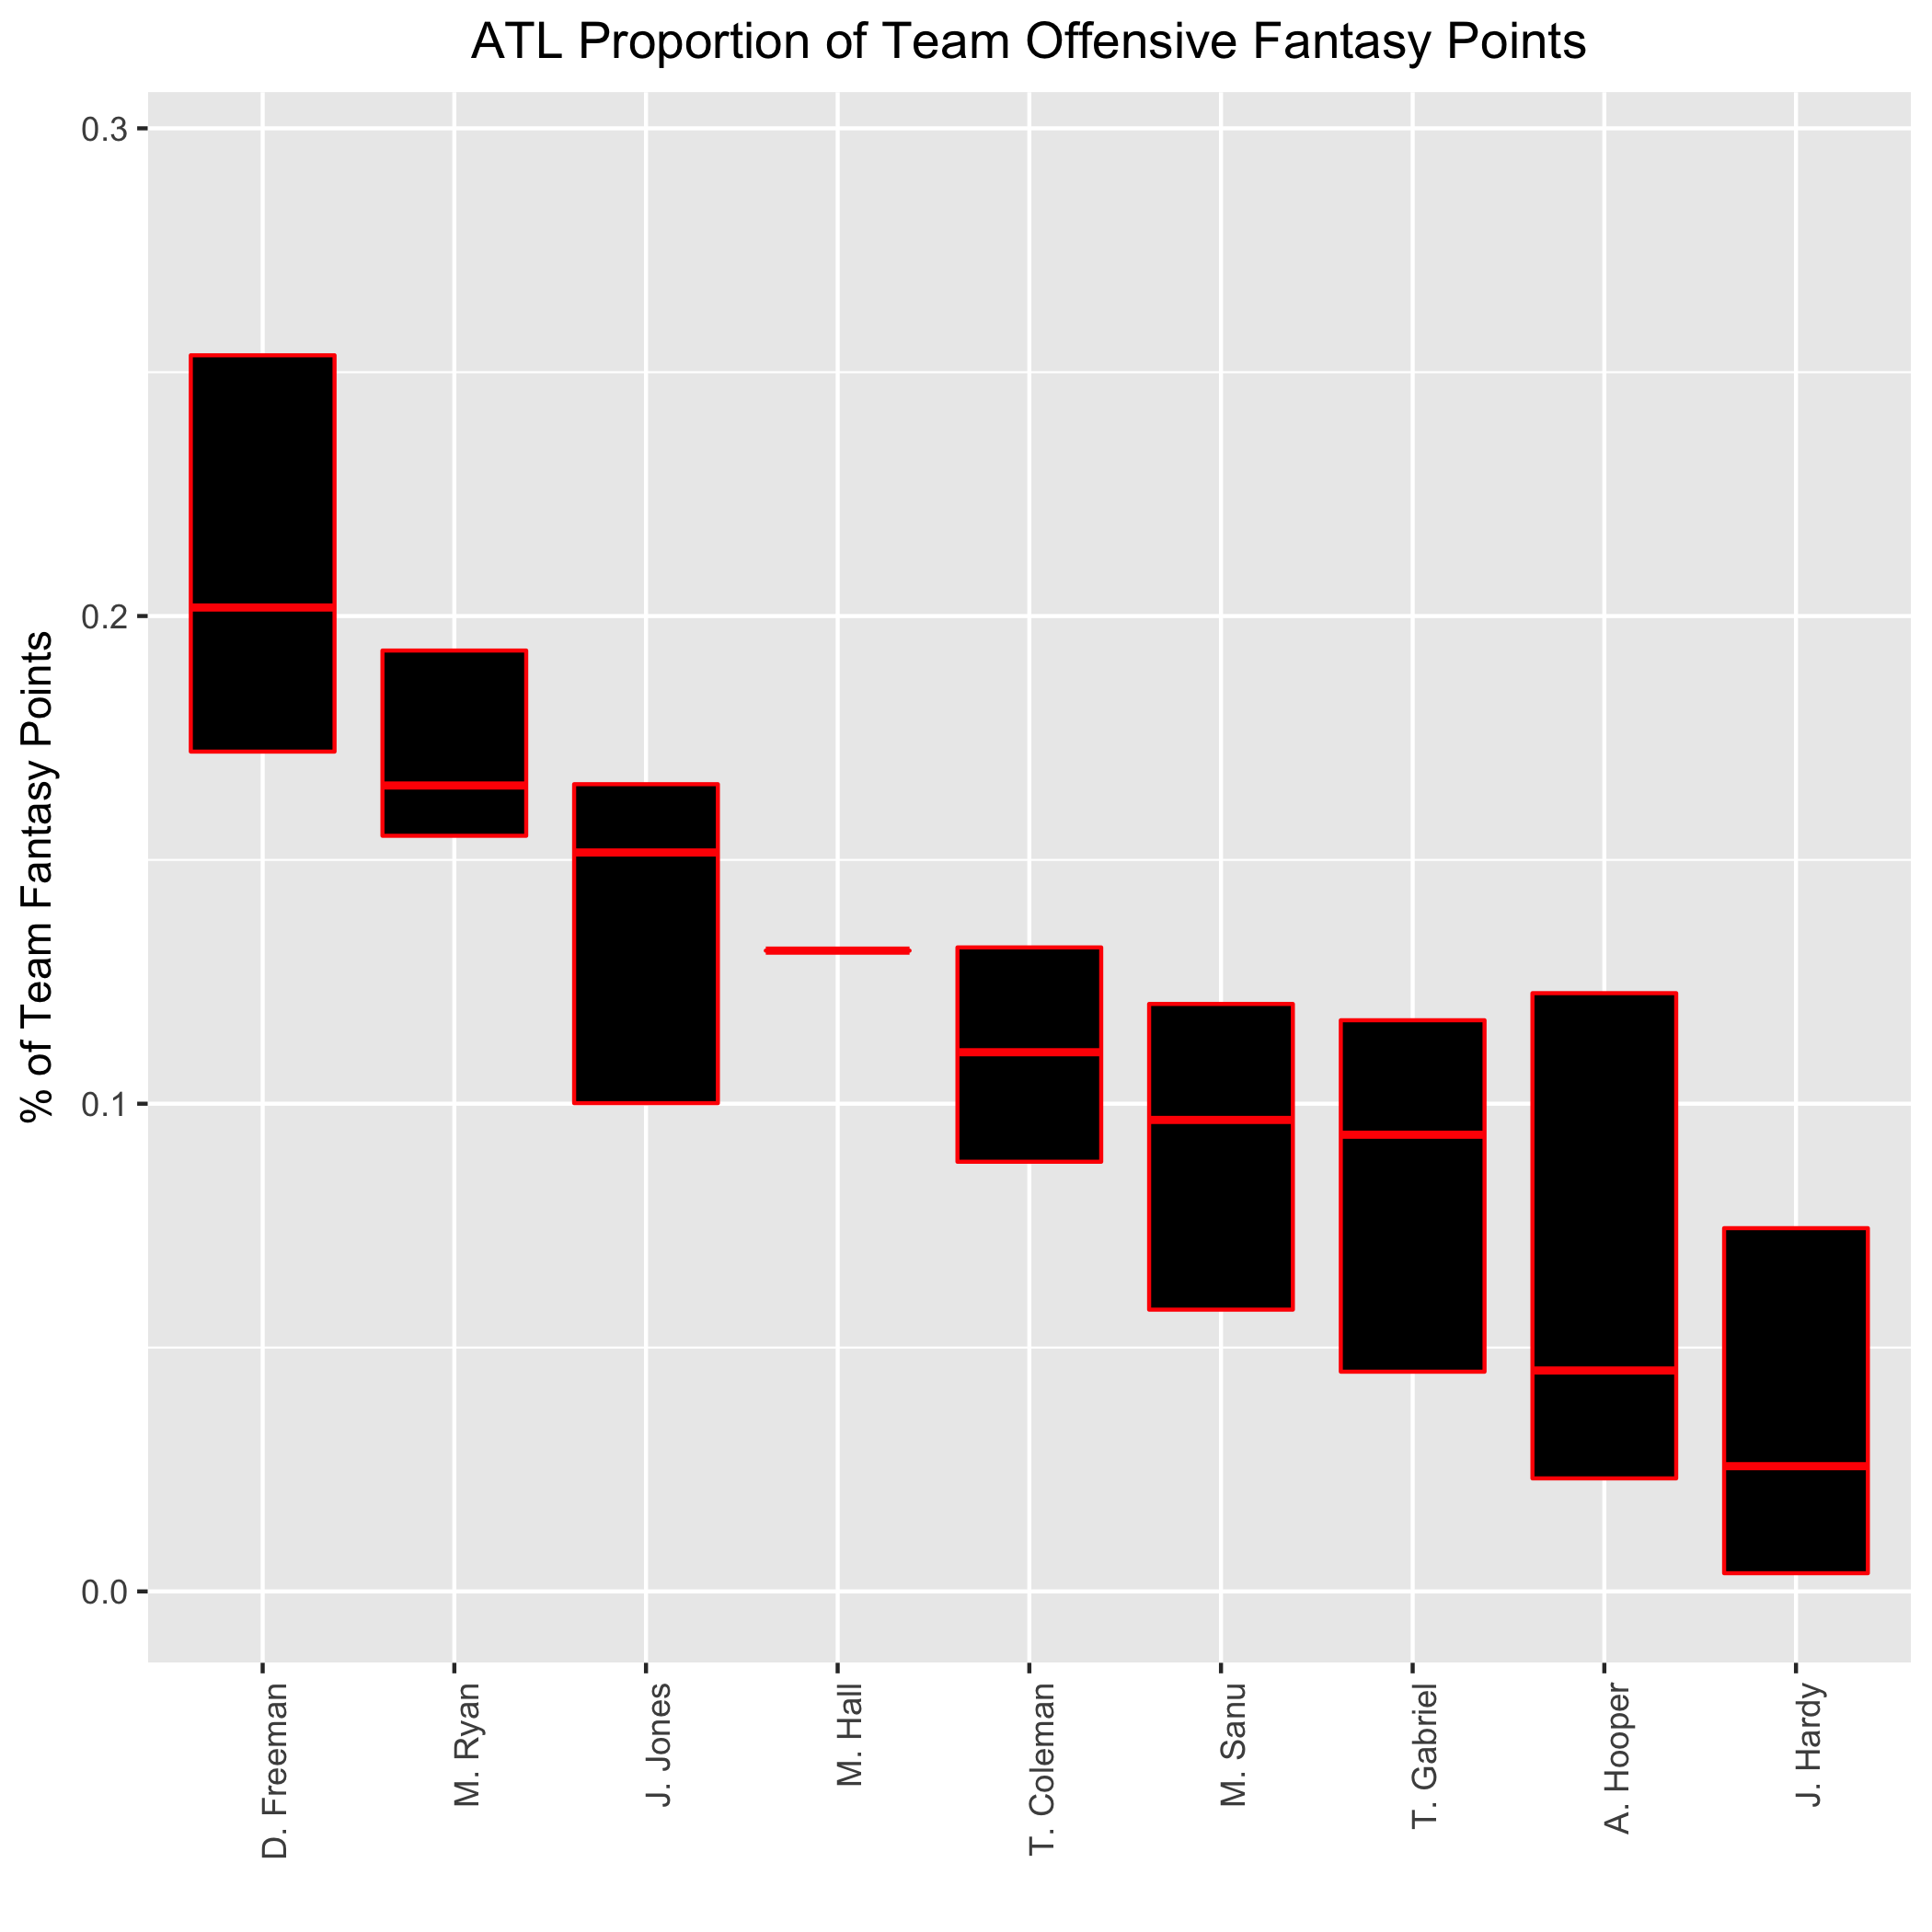 ATL Proportion of Team Offensive Fantasy Points
% of Team Fantasy Points
0.3
0.2
0.1
0.0
D. Freeman
M. Ryan
J. Jones
M. Hall
T. Coleman
M. Sanu
T. Gabriel
A. Hooper
J. Hardy